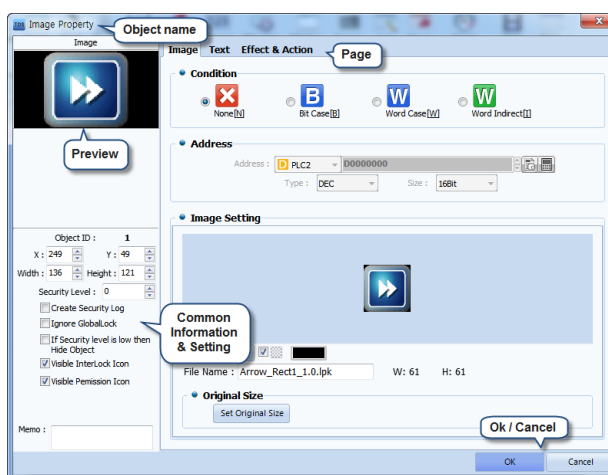 TDS Image Property
Object name
Image
Image Text Effect & Action
Page
Condition
None[N]
B
Bit Case[B]
W
Word Case[W]
W
Word Indirect[I]
Preview
Address
Address : D PLC2 D0000000
Type : DEC Size : 16Bit
Image Setting
Object ID : 1
X : 249 Y : 49
Width : 136 Height : 121
Security Level : 0
Create Security Log
Ignore GlobalLock
If Security level is low then
Hide Object
Visible InterLock Icon
Visible Pemission Icon
Memo :
Common
Information
& Setting
File Name : Arrow_Rect1_1.0.lpk W: 61 H: 61
Original Size
Set Original Size
Ok / Cancel
OK Cancel